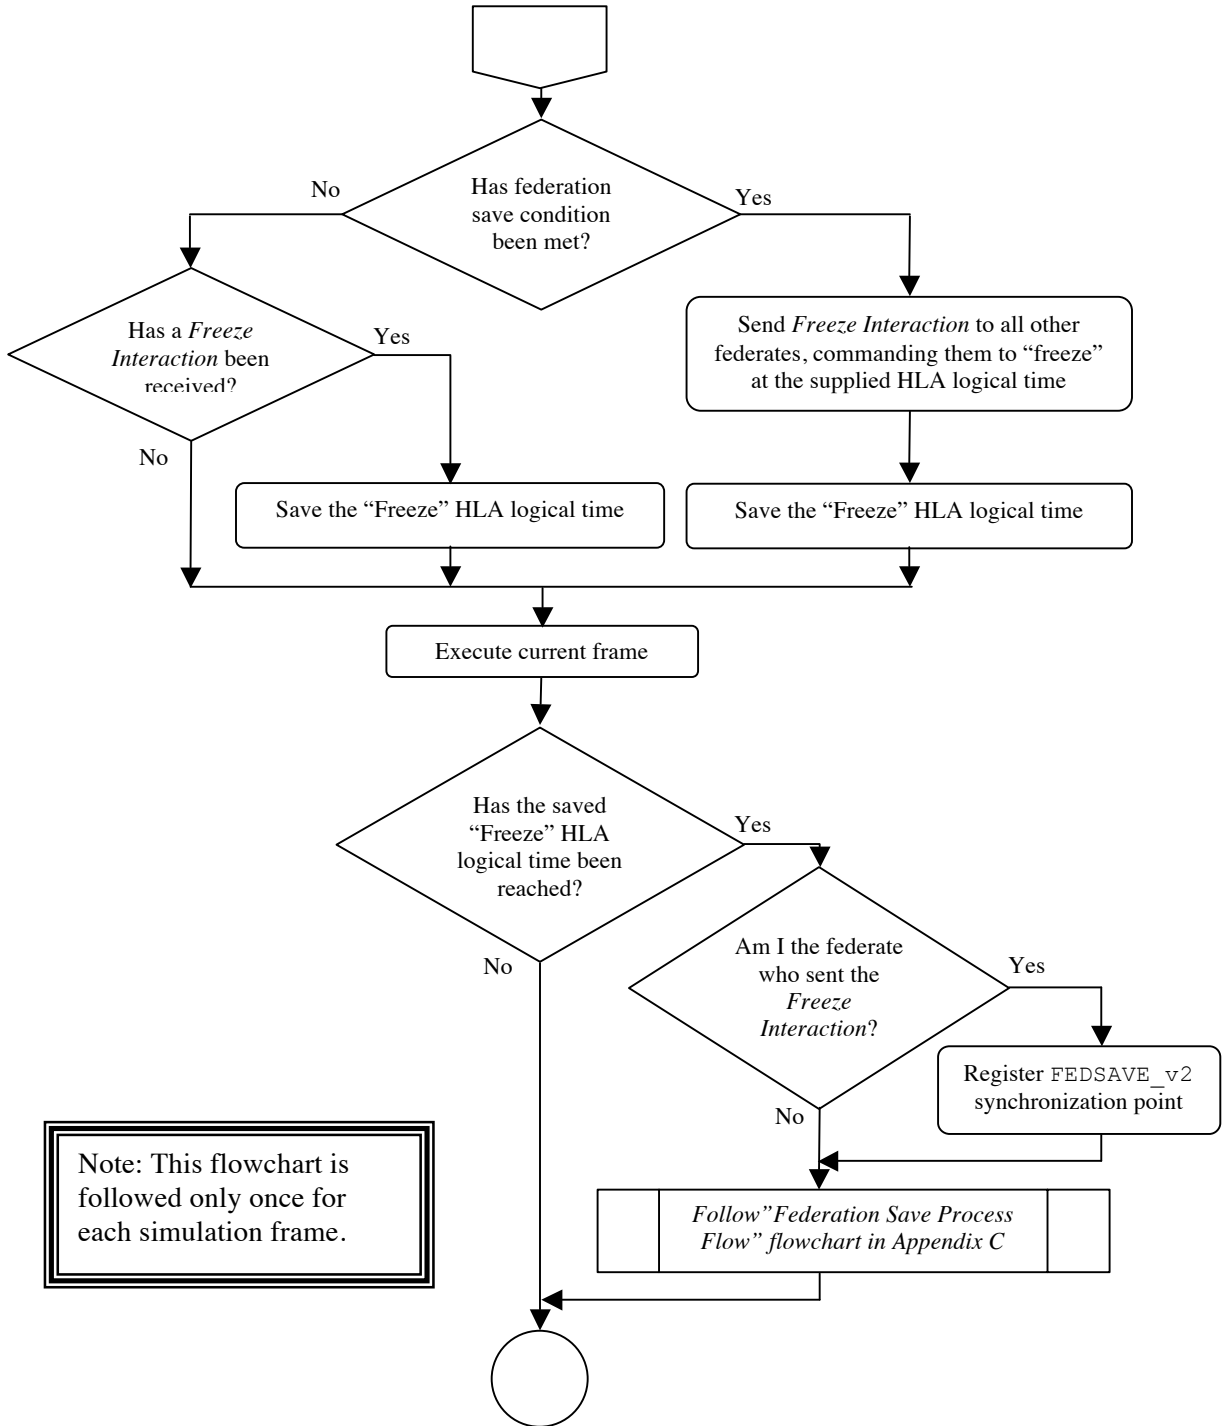 Has federation
save condition
been met?
No
Yes
Has a Freeze
Interaction been
received?
Yes
No
Send Freeze Interaction to all other
federates, commanding them to “freeze”
at the supplied HLA logical time
Save the “Freeze” HLA logical time
Save the “Freeze” HLA logical time
Execute current frame
Has the saved
“Freeze” HLA
logical time been
reached?
Yes
No
Am I the federate
who sent the
Freeze
Interaction?
Yes
No
Register FEDSAVE_v2
synchronization point
Note: This flowchart is
followed only once for
each simulation frame.
Follow”Federation Save Process
Flow” flowchart in Appendix C